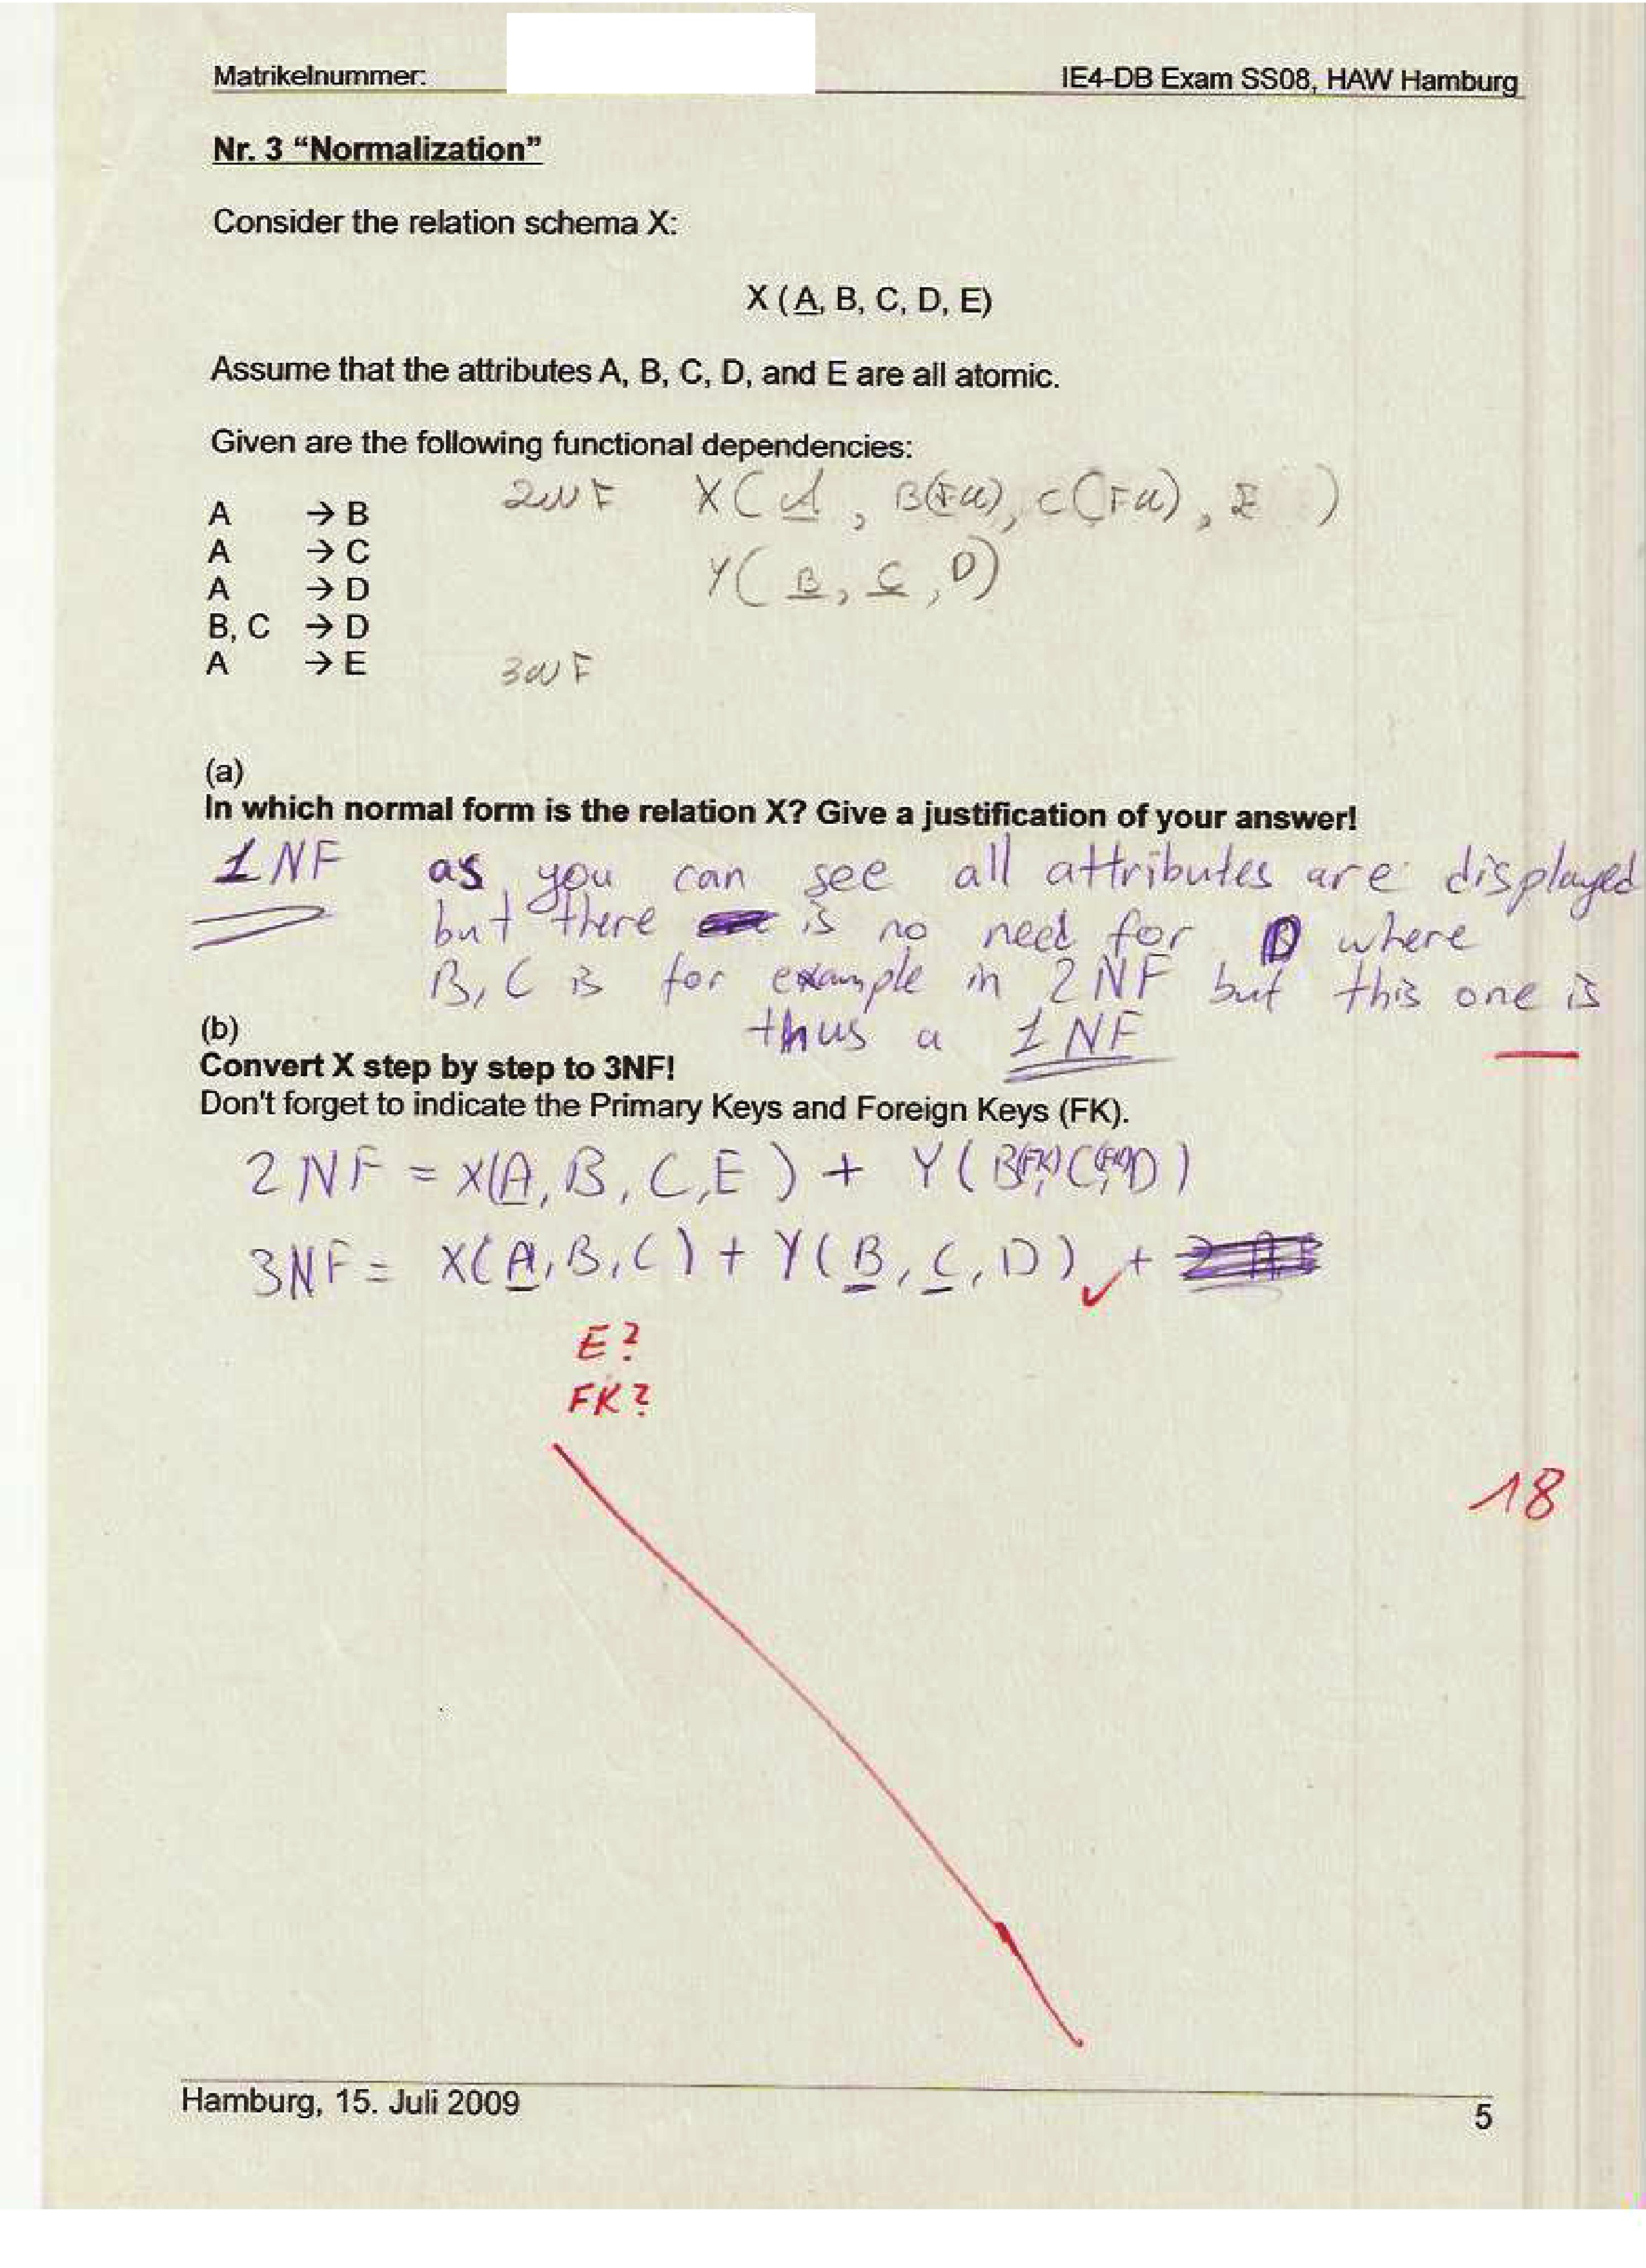 Matrikelnummer:
IE4-DB Exam SS08, HAW Hamburg
Nr. 3 “Normalization”
Consider the relation schema X:
X (A, B, C, D, E)
Assume that the attributes A, B, C, D, and E are all atomic.
Given are the following functional dependencies:
A → B
2NF X(A, B(FK), C(FK), E )
A → C
A → D
Y(B, C, D)
B, C → D
A → E
3NF
(a)
In which normal form is the relation X? Give a justification of your answer!
1NF as you can see all attributes are displayed
but there is no need for D where
B, C is for example in 2NF but this one is
thus a 1NF
(b)
Convert X step by step to 3NF!
Don't forget to indicate the Primary Keys and Foreign Keys (FK).
2NF = X(A, B, C, E) + Y(B(FK), C(FK), D)
3NF = X(A, B, C) + Y(B, C, D) ✓ +
E?
FK?
18
Hamburg, 15. Juli 2009
5